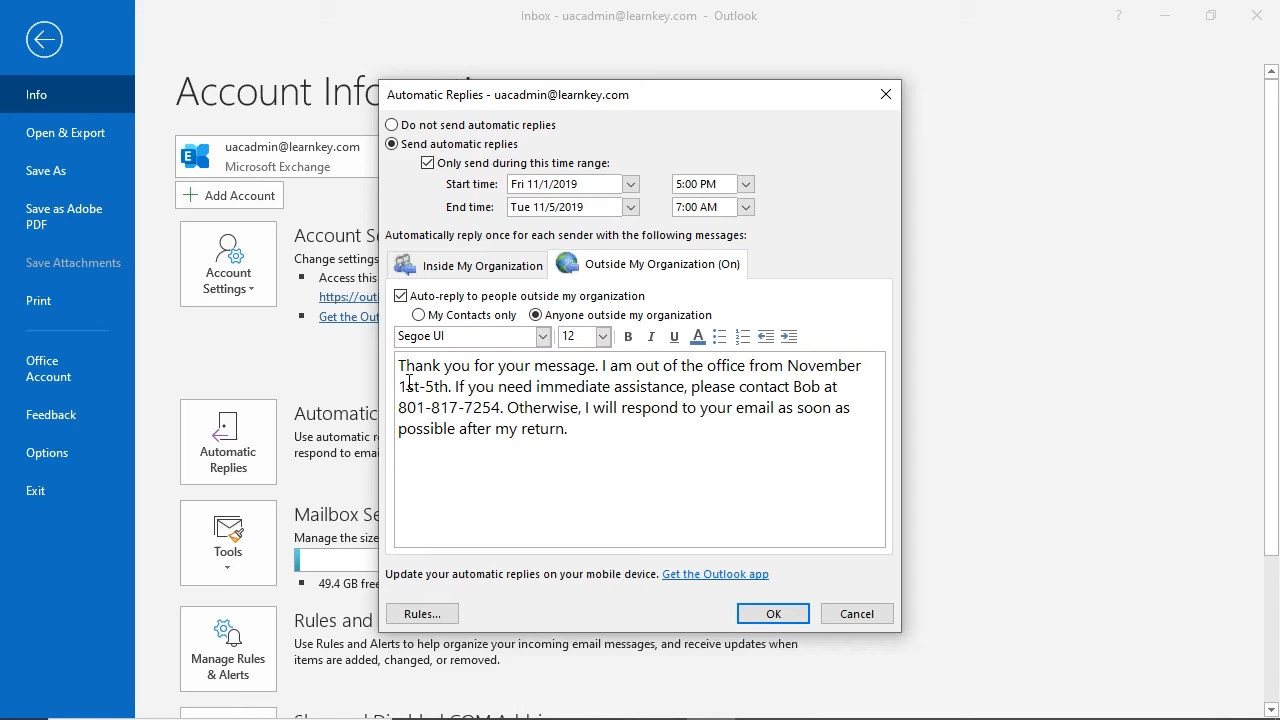 Inbox - uacadmin@learnkey.com - Outlook
?
Info
Open & Export
Save As
Save as Adobe
PDF
Save Attachments
Print
Office
Account
Feedback
Options
Exit
Account
uacadmin@learnkey.com
Microsoft Exchange
Add Account
Account
Settings
Account
Change settings
Access this
https://out
Get the Ou
Automatic
Replies
Automatic
Use automatic
respond to
Tools
Mailbox
Manage the size
49.4 GB free
Manage Rules
& Alerts
Rules and
Use Rules and Alerts to help organize your incoming email messages, and receive updates when
items are added, changed, or removed.
Automatic Replies - uacadmin@learnkey.com
Do not send automatic replies
Send automatic replies
Only send during this time range:
Start time: Fri 11/1/2019 5:00 PM
End time: Tue 11/5/2019 7:00 AM
Automatically reply once for each sender with the following messages:
Inside My Organization Outside My Organization (On)
Auto-reply to people outside my organization
My Contacts only Anyone outside my organization
Segoe UI 12 B I U A
Thank you for your message. I am out of the office from November
1st-5th. If you need immediate assistance, please contact Bob at
801-817-7254. Otherwise, I will respond to your email as soon as
possible after my return.
Update your automatic replies on your mobile device. Get the Outlook app
Rules... OK Cancel